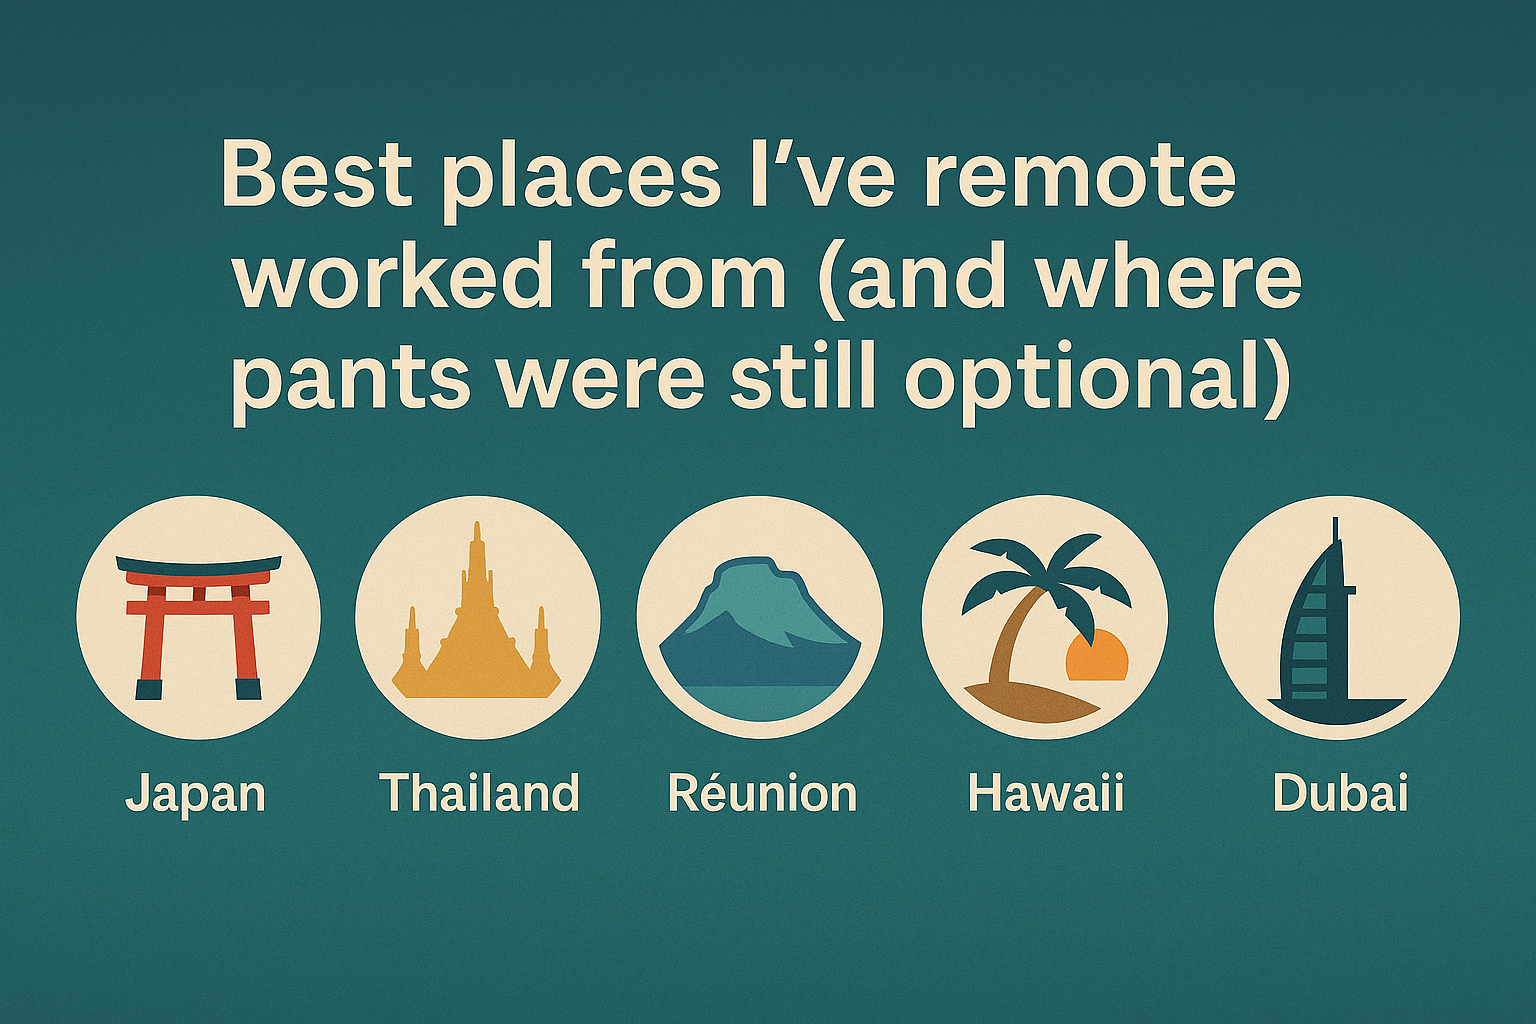 Best places I’ve remote
worked from (and where
pants were still optional)
Japan
Thailand
Réunion
Hawaii
Dubai